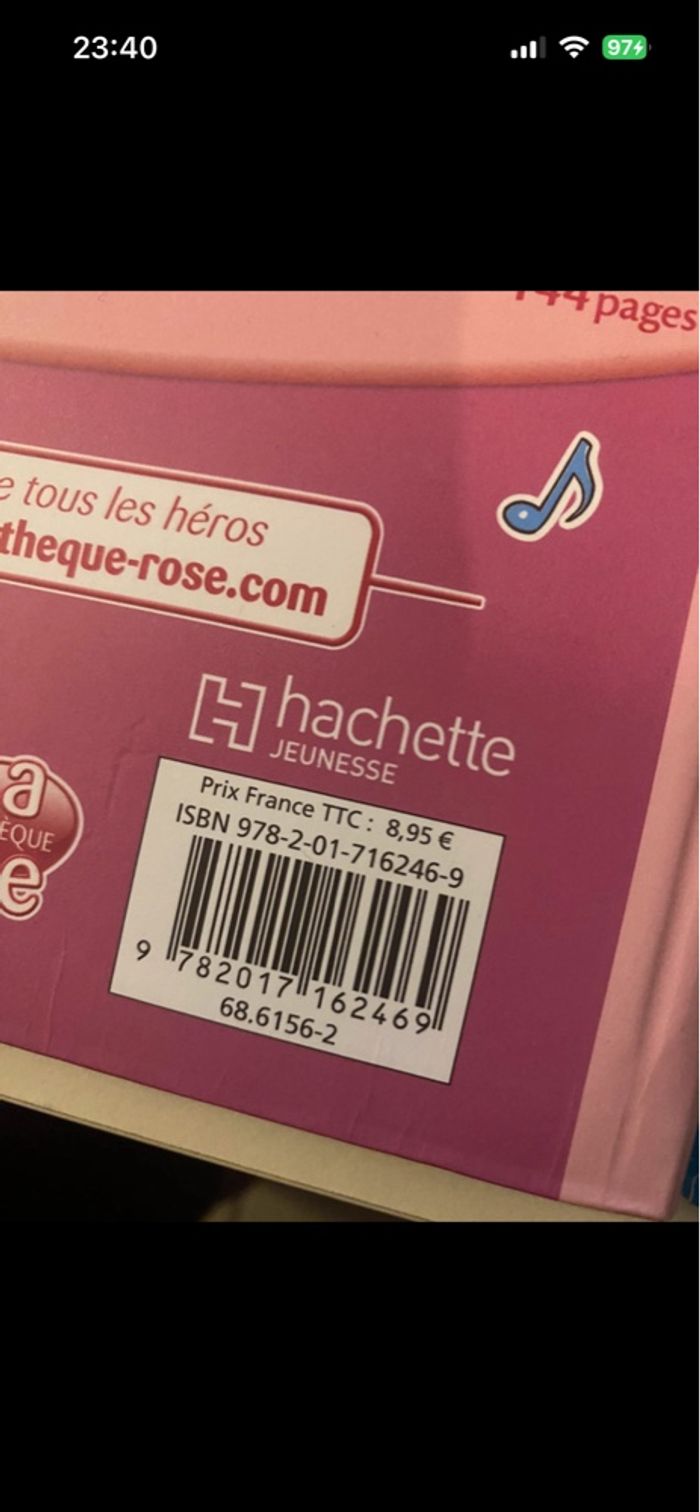 23:40
97
pages
e tous les héros
theque-rose.com
hachette
JEUNESSE
a
ÈQUE
e
Prix France TTC : 8,95 €
ISBN 978-2-01-716246-9
9 782017 162469
68.6156-2